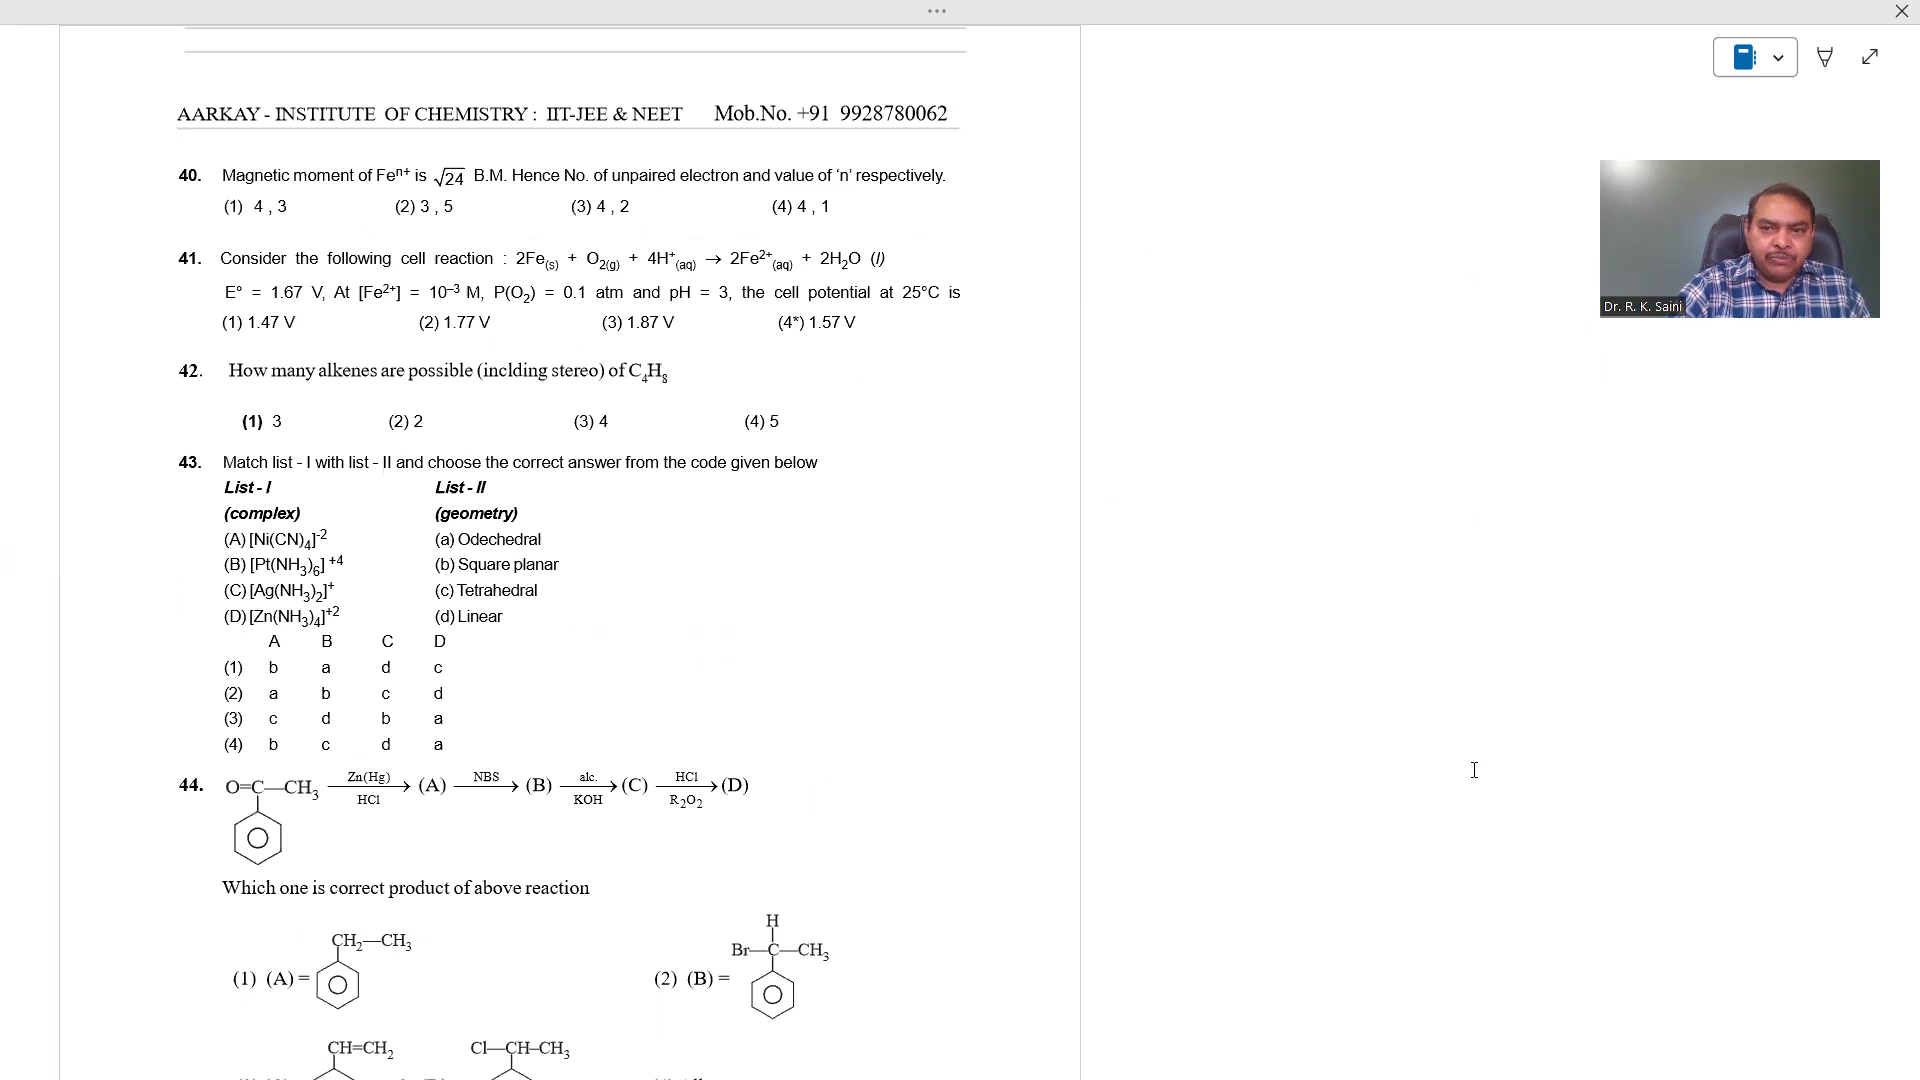 AARKAY - INSTITUTE OF CHEMISTRY : IIT-JEE & NEET Mob.No. +91 9928780062
40. Magnetic moment of Feⁿ⁺ is √24 B.M. Hence No. of unpaired electron and value of ‘n’ respectively.
(1) 4 , 3 (2) 3 , 5 (3) 4 , 2 (4) 4 , 1
41. Consider the following cell reaction : 2Fe(s) + O2(g) + 4H⁺(aq) → 2Fe²⁺(aq) + 2H₂O (l)
E° = 1.67 V, At [Fe²⁺] = 10⁻³ M, P(O₂) = 0.1 atm and pH = 3, the cell potential at 25°C is
(1) 1.47 V (2) 1.77 V (3) 1.87 V (4*) 1.57 V
42. How many alkenes are possible (inclding stereo) of C₄H₈
(1) 3 (2) 2 (3) 4 (4) 5
43. Match list - I with list - II and choose the correct answer from the code given below
List - I List - II
(complex) (geometry)
(A) [Ni(CN)₄]⁻² (a) Odechedral
(B) [Pt(NH₃)₆] ⁺⁴ (b) Square planar
(C) [Ag(NH₃)₂]⁺ (c) Tetrahedral
(D) [Zn(NH₃)₄]⁺² (d) Linear
A B C D
(1) b a d c
(2) a b c d
(3) c d b a
(4) b c d a
44. O=C—CH₃ Zn(Hg) HCl → (A) NBS → (B) alc. KOH → (C) HCl R₂O₂ → (D)
Which one is correct product of above reaction
(1) (A) = CH₂—CH₃
(2) (B) = H Br—C—CH₃
CH=CH₂ Cl—CH–CH₃
Dr. R. K. Saini